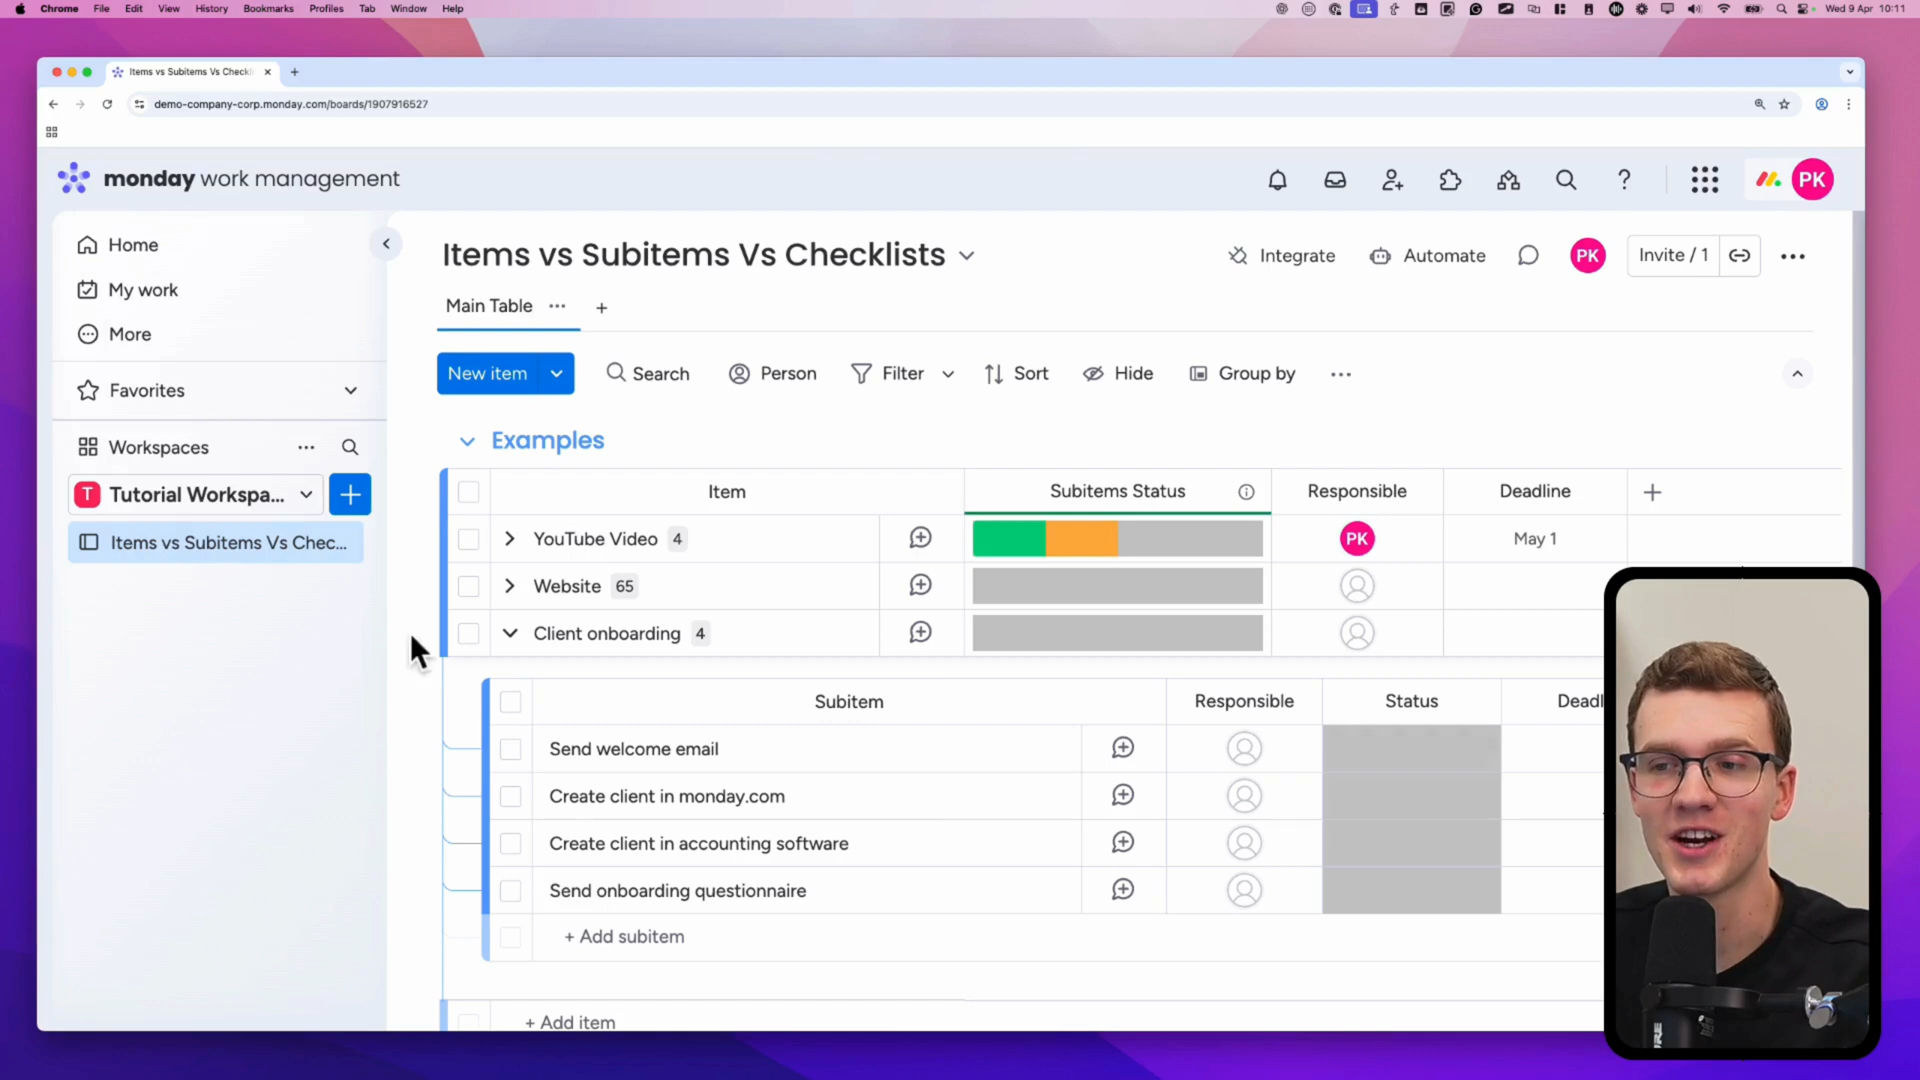 Chrome File Edit View History Bookmarks Profiles Tab Window Help Wed 9 Apr 10:11
Items vs Subitems Vs Checkli
demo-company-corp.monday.com/boards/1907916527
monday work management
PK
Home
My work
More
Favorites
Workspaces
T Tutorial Workspa...
Items vs Subitems Vs Chec...
Items vs Subitems Vs Checklists
Integrate Automate PK Invite / 1
Main Table
New item Search Person Filter Sort Hide Group by
Examples
Item Subitems Status Responsible Deadline
YouTube Video 4 PK May 1
Website 65
Client onboarding 4
Subitem Responsible Status Deadl
Send welcome email
Create client in monday.com
Create client in accounting software
Send onboarding questionnaire
+ Add subitem
+ Add item